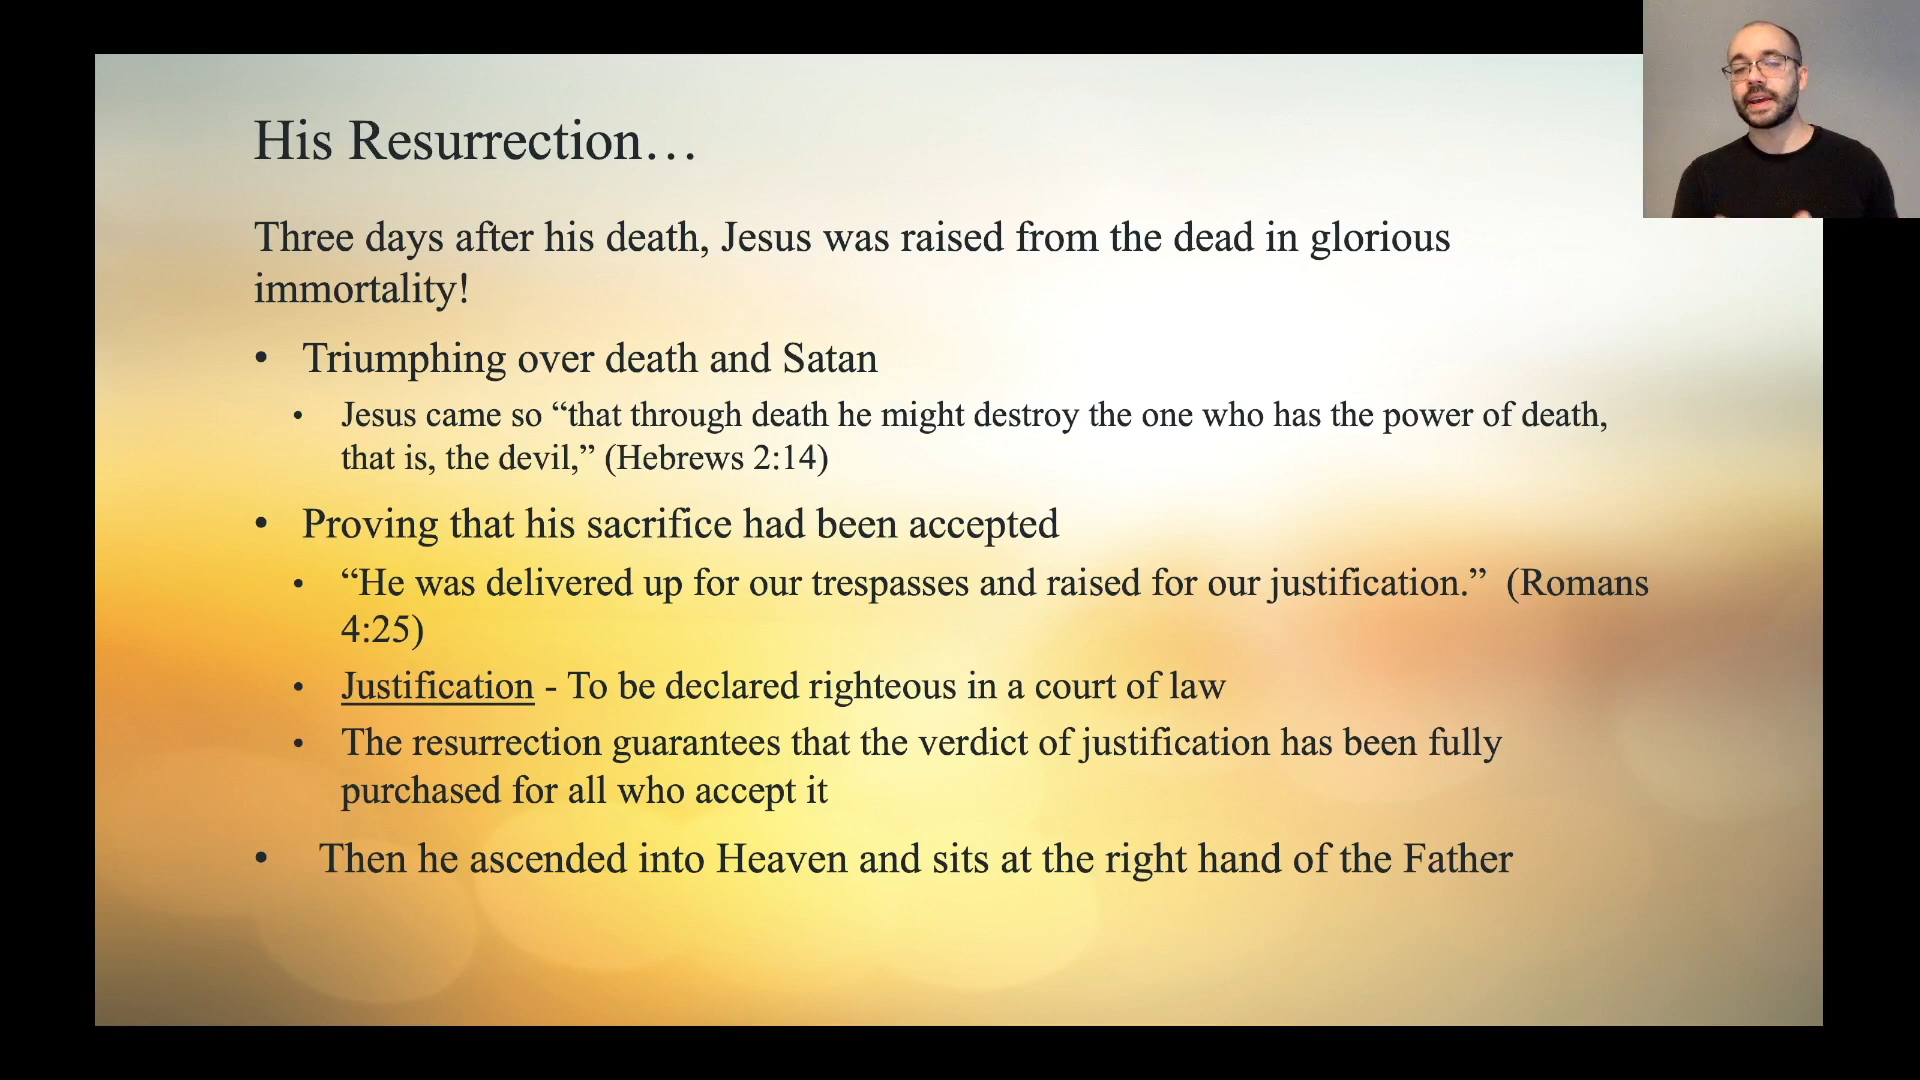 His Resurrection…
Three days after his death, Jesus was raised from the dead in glorious
immortality!
• Triumphing over death and Satan
• Jesus came so “that through death he might destroy the one who has the power of death,
that is, the devil,” (Hebrews 2:14)
• Proving that his sacrifice had been accepted
• “He was delivered up for our trespasses and raised for our justification.” (Romans
4:25)
• Justification - To be declared righteous in a court of law
• The resurrection guarantees that the verdict of justification has been fully
purchased for all who accept it
• Then he ascended into Heaven and sits at the right hand of the Father